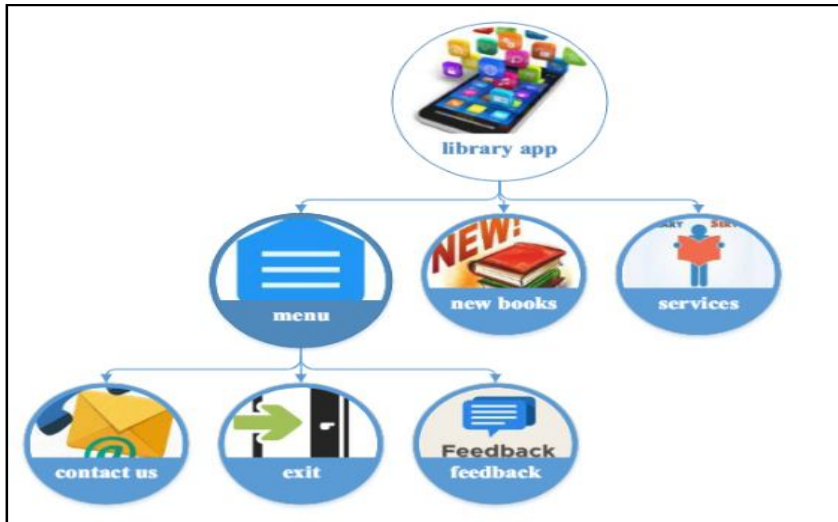 library app
NEW!
menu
new books
services
@
Feedback
contact us
exit
feedback